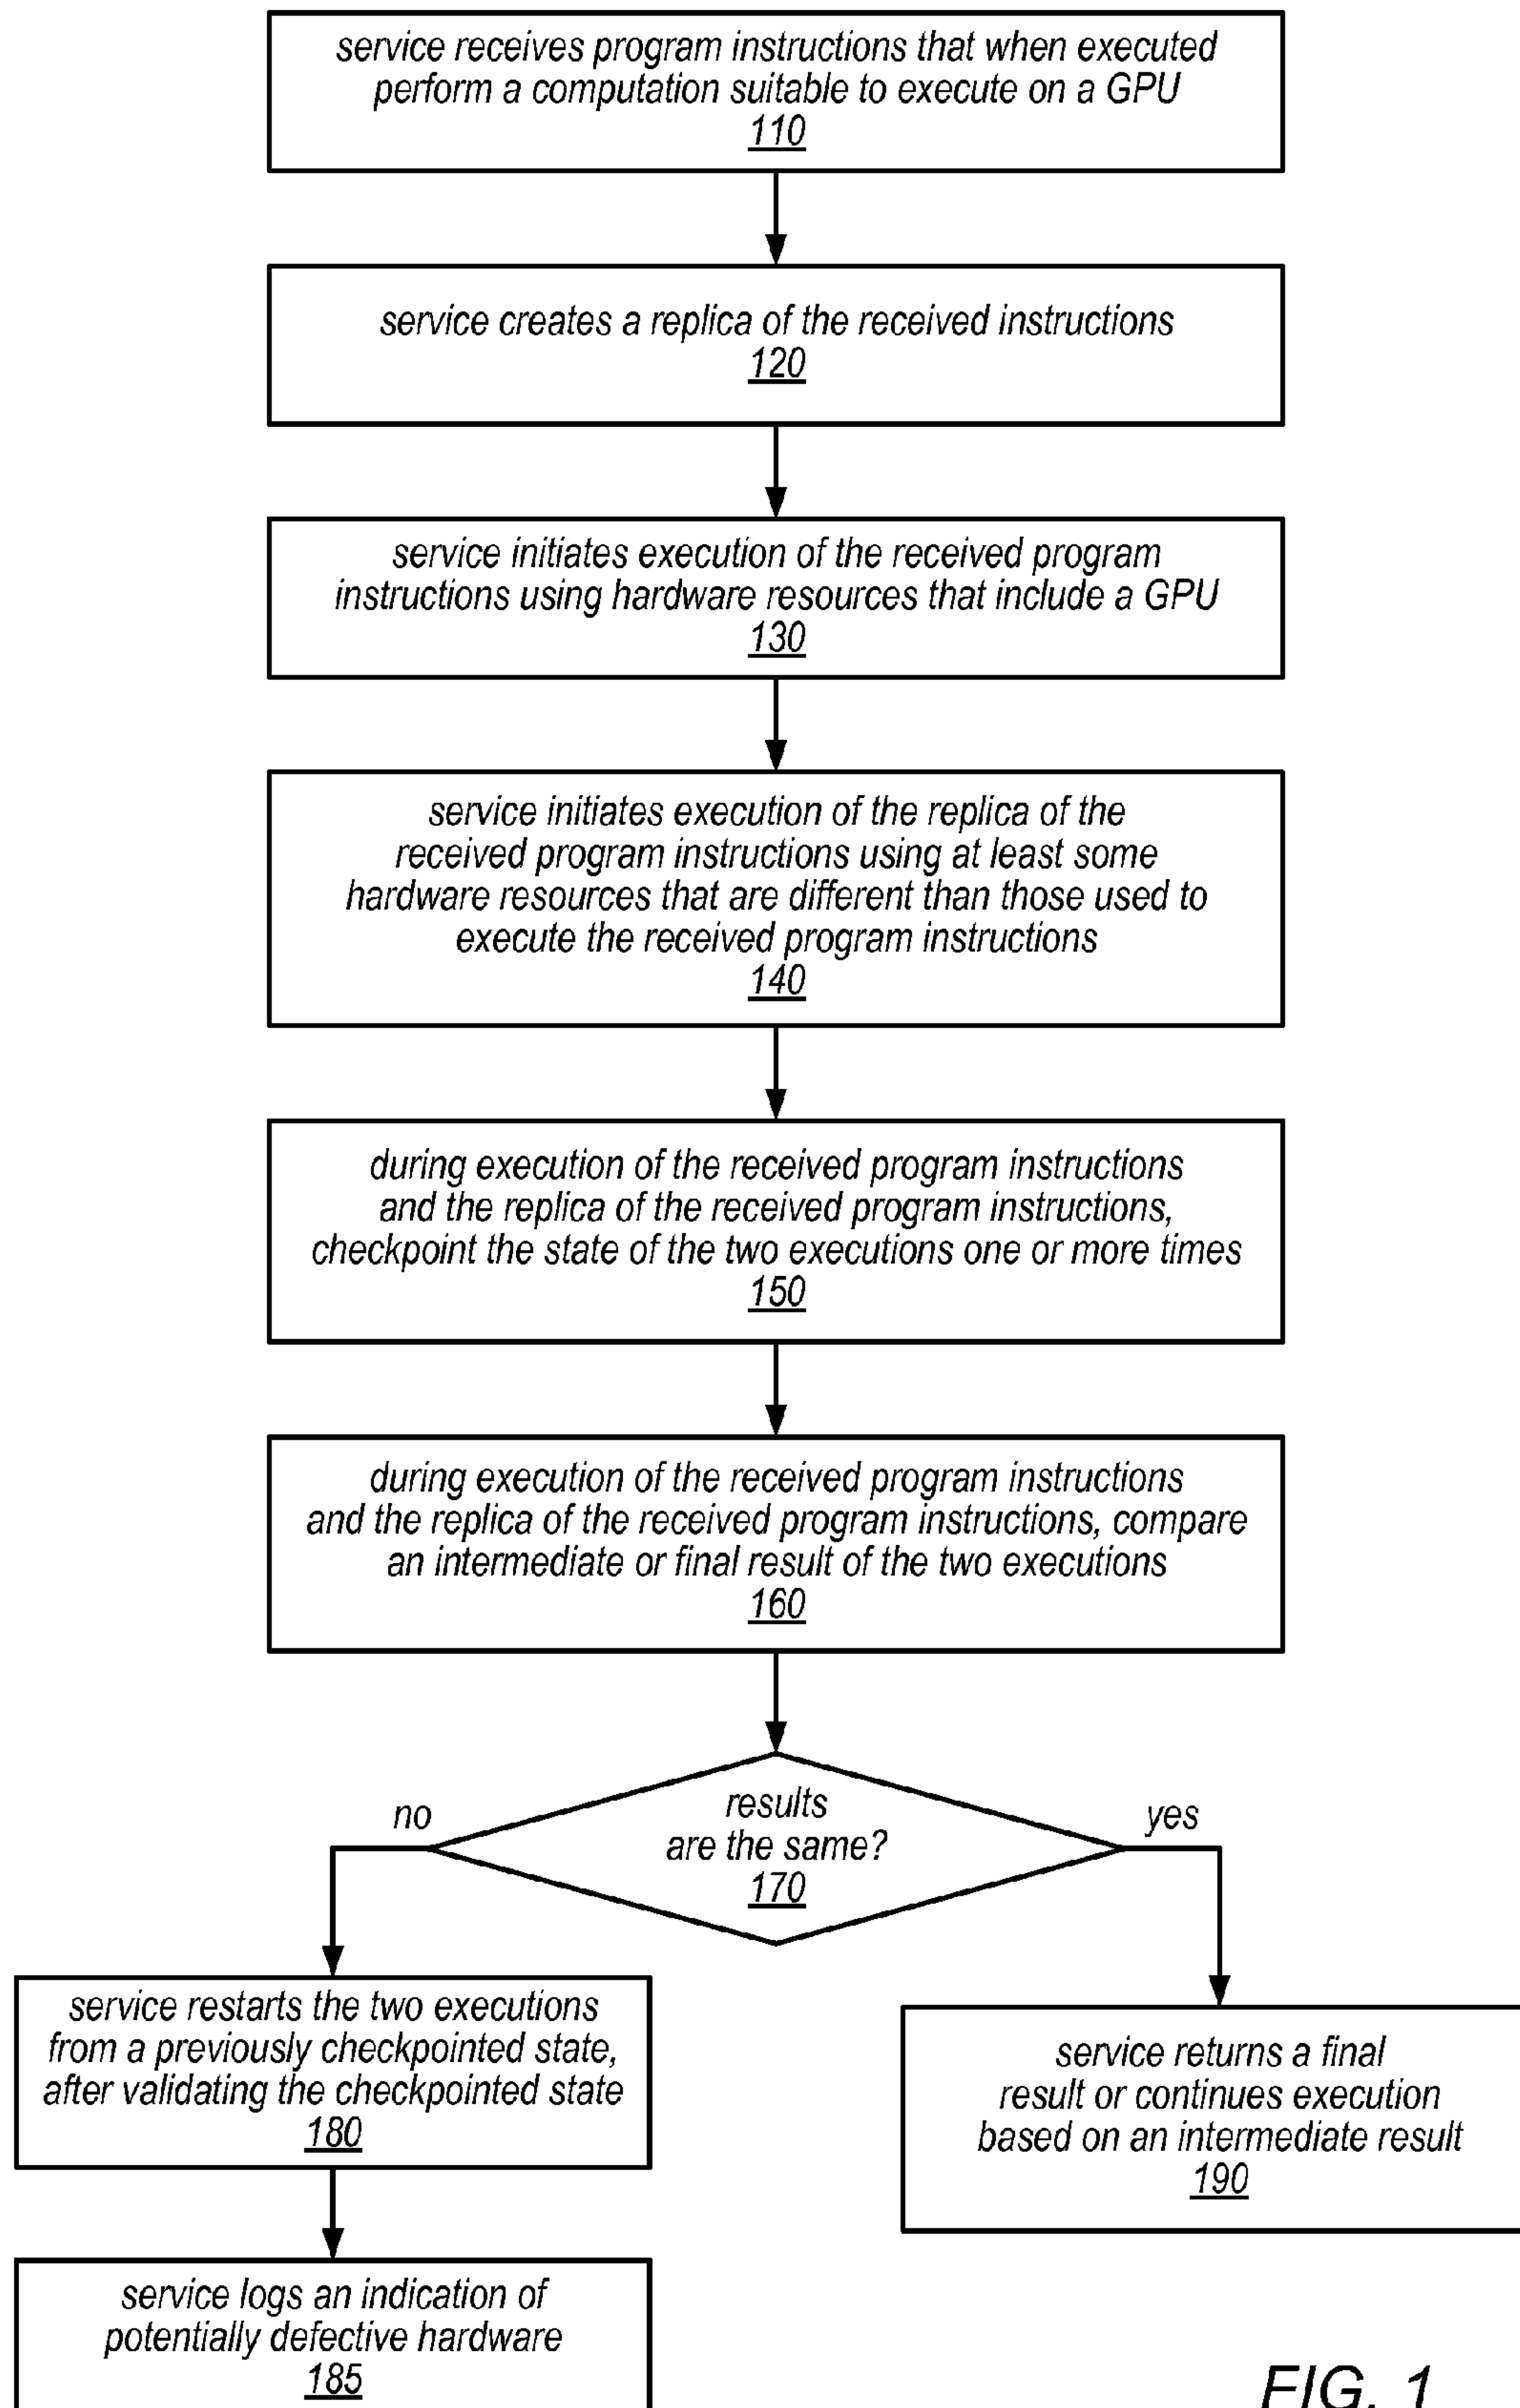 service receives program instructions that when executed
perform a computation suitable to execute on a GPU
110
service creates a replica of the received instructions
120
service initiates execution of the received program
instructions using hardware resources that include a GPU
130
service initiates execution of the replica of the
received program instructions using at least some
hardware resources that are different than those used to
execute the received program instructions
140
during execution of the received program instructions
and the replica of the received program instructions,
checkpoint the state of the two executions one or more times
150
during execution of the received program instructions
and the replica of the received program instructions, compare
an intermediate or final result of the two executions
160
results
are the same?
170
no
yes
service restarts the two executions
from a previously checkpointed state,
after validating the checkpointed state
180
service returns a final
result or continues execution
based on an intermediate result
190
service logs an indication of
potentially defective hardware
185
FIG. 1